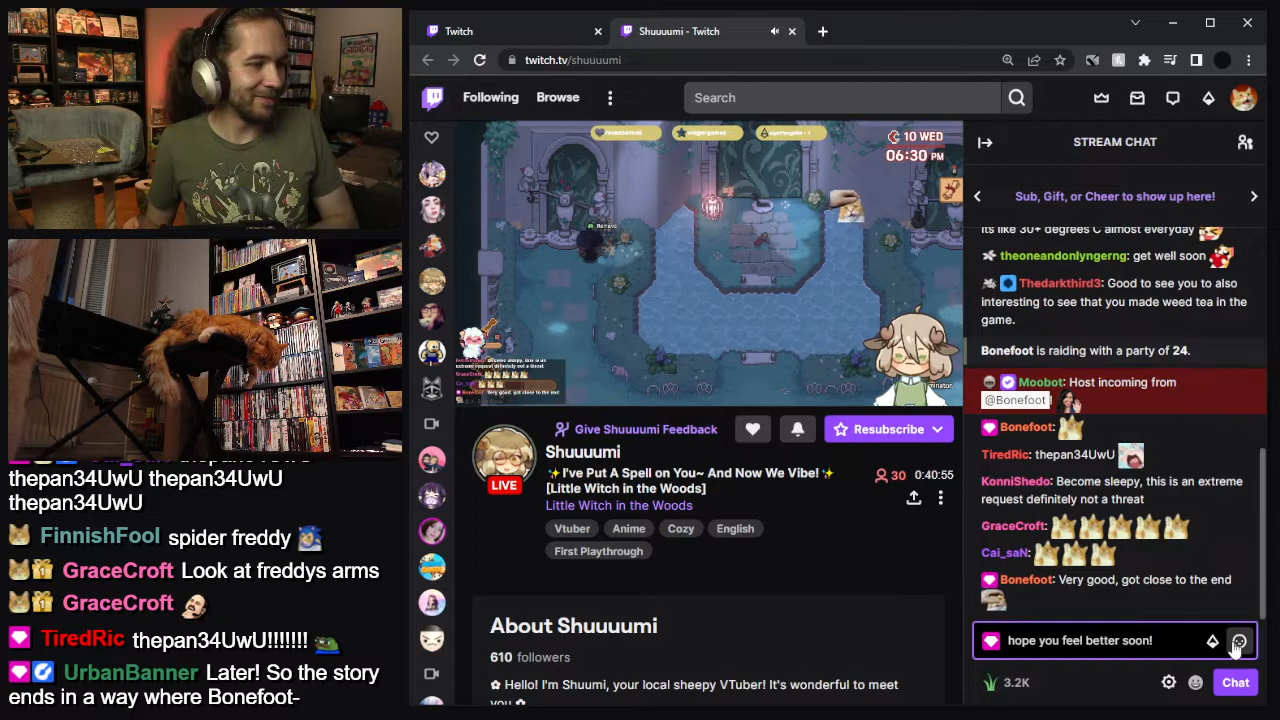 Twitch
Shuuuumi - Twitch
twitch.tv/shuuuumi
Following
Browse
Search
10 WED
06:30 PM
STREAM CHAT
Sub, Gift, or Cheer to show up here!
its like 30+ degrees C almost everyday
theoneandonlyngerng: get well soon
Thedarkthird3: Good to see you to also
interesting to see that you made weed tea in the
game.
Bonefoot is raiding with a party of 24.
Moobot: Host incoming from
@Bonefoot!
Bonefoot:
TiredRic: thepan34UwU
KonniShedo: Become sleepy, this is an extreme
request definitely not a threat
GraceCroft:
Cai_saN:
Bonefoot: Very good, got close to the end
hope you feel better soon!
3.2K
Chat
Give Shuuuumi Feedback
Resubscribe
Shuuuumi
LIVE
✨I've Put A Spell on You~ And Now We Vibe!✨
[Little Witch in the Woods]
Little Witch in the Woods
30
0:40:55
Vtuber
Anime
Cozy
English
First Playthrough
About Shuuuumi
610 followers
✿ Hello! I'm Shuumi, your local sheepy VTuber! It's wonderful to meet
you ✿
thepan34UwU thepan34UwU
thepan34UwU
FinnishFool spider freddy
GraceCroft Look at freddys arms
GraceCroft
TiredRic thepan34UwU!!!!!!!
UrbanBanner Later! So the story
ends in a way where Bonefoot-